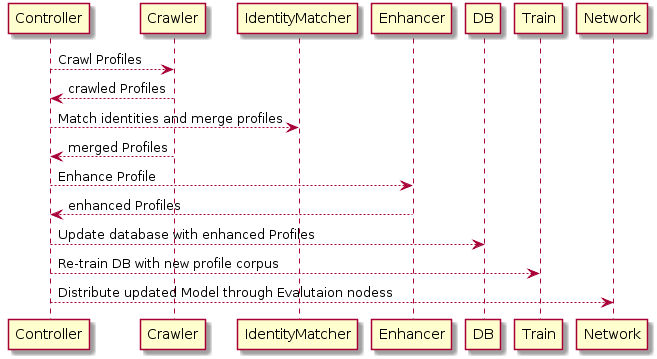 Controller Crawler IdentityMatcher Enhancer DB Train Network
Crawl Profiles
crawled Profiles
Match identities and merge profiles
merged Profiles
Enhance Profile
enhanced Profiles
Update database with enhanced Profiles
Re-train DB with new profile corpus
Distribute updated Model through Evalutaion nodess
Controller Crawler IdentityMatcher Enhancer DB Train Network